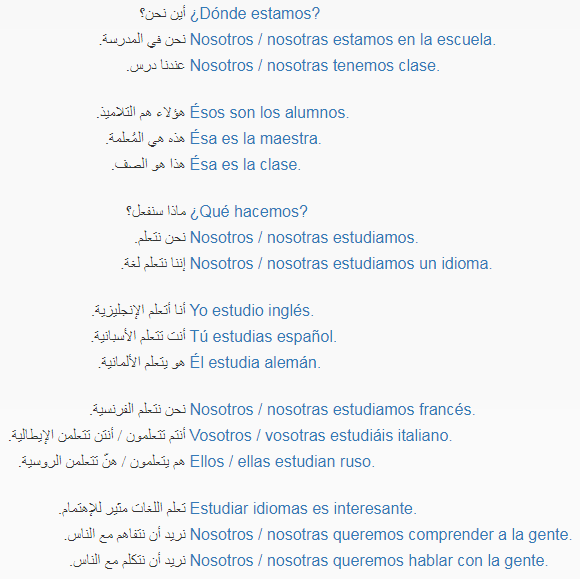 أين نحن؟ ¿Dónde estamos?
نحن في المدرسة. Nosotros / nosotras estamos en la escuela.
عندنا درس. Nosotros / nosotras tenemos clase.
هؤلاء هم التلاميذ. Ésos son los alumnos.
هذه هي المُعلمة. Ésa es la maestra.
هذا هو الصف. Ésa es la clase.
ماذا سنفعل؟ ¿Qué hacemos?
نحن نتعلم. Nosotros / nosotras estudiamos.
إننا نتعلم لغة. Nosotros / nosotras estudiamos un idioma.
أنا أتعلم الإنجليزية. Yo estudio inglés.
أنت تتعلم الأسبانية. Tú estudias español.
هو يتعلم الألمانية. Él estudia alemán.
نحن نتعلم الفرنسية. Nosotros / nosotras estudiamos francés.
أنتم تتعلمون / أنتن تتعلمن الإيطالية. Vosotros / vosotras estudiáis italiano.
هم يتعلمون / هنّ تتعلمن الروسية. Ellos / ellas estudian ruso.
تعلم اللغات مثير للإهتمام. Estudiar idiomas es interesante.
نريد أن نتفاهم مع الناس. Nosotros / nosotras queremos comprender a la gente.
نريد أن نتكلم مع الناس. Nosotros / nosotras queremos hablar con la gente.